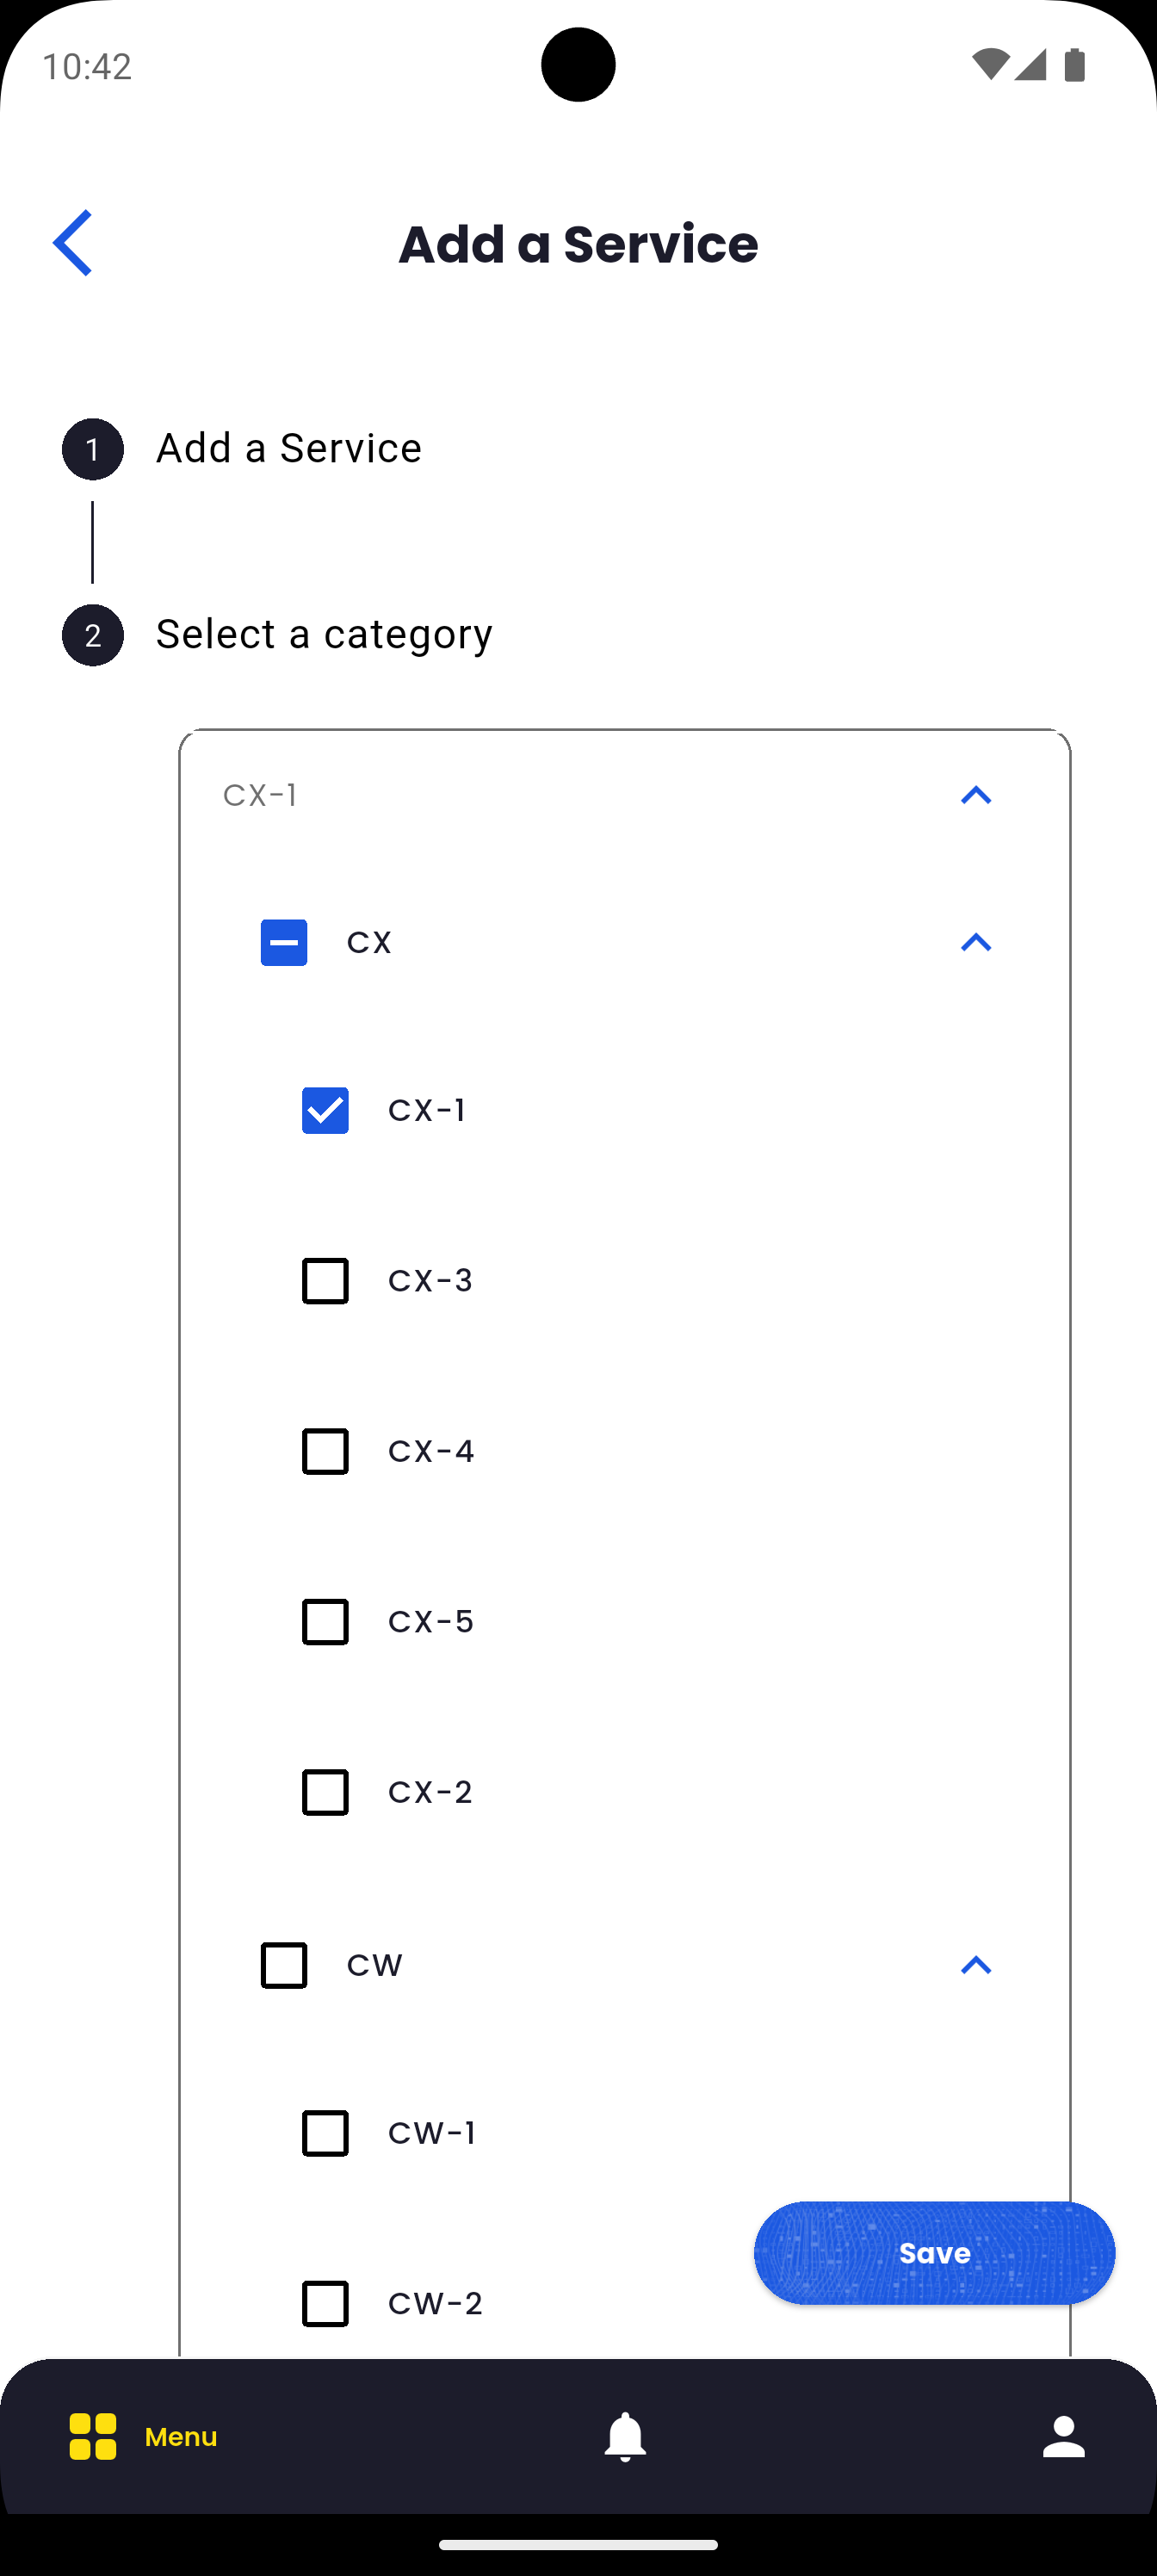 10:42
Add a Service
1 Add a Service
2 Select a category
CX-1
CX
CX-1
CX-3
CX-4
CX-5
CX-2
CW
CW-1
Save
CW-2
Menu